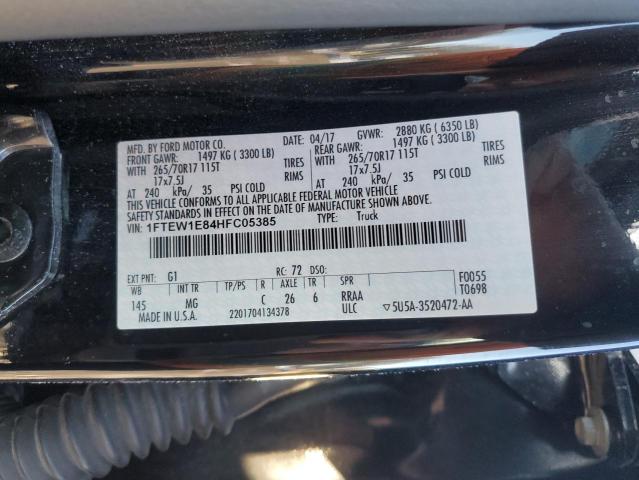 MFD. BY FORD MOTOR CO. DATE: 04/17 GVWR: 2880 KG ( 6350 LB)
FRONT GAWR: 1497 KG ( 3300 LB) REAR GAWR: 1497 KG ( 3300 LB)
WITH 265/70R17 115T TIRES WITH 265/70R17 115T TIRES
17x7.5J RIMS 17x7.5J RIMS
AT 240 kPa/ 35 PSI COLD AT 240 kPa/ 35 PSI COLD
THIS VEHICLE CONFORMS TO ALL APPLICABLE FEDERAL MOTOR VEHICLE
SAFETY STANDARDS IN EFFECT ON THE DATE OF MANUFACTURE SHOWN ABOVE.
VIN: 1FTEW1E84HFC05385 TYPE: Truck
EXT PNT: G1 RC: 72 DSO: F0055
WB INT TR TP/PS R AXLE TR SPR T0698
145 MG C 26 6 RRAA
MADE IN U.S.A. 2201704134378 ULC ▽5U5A-3520472-AA